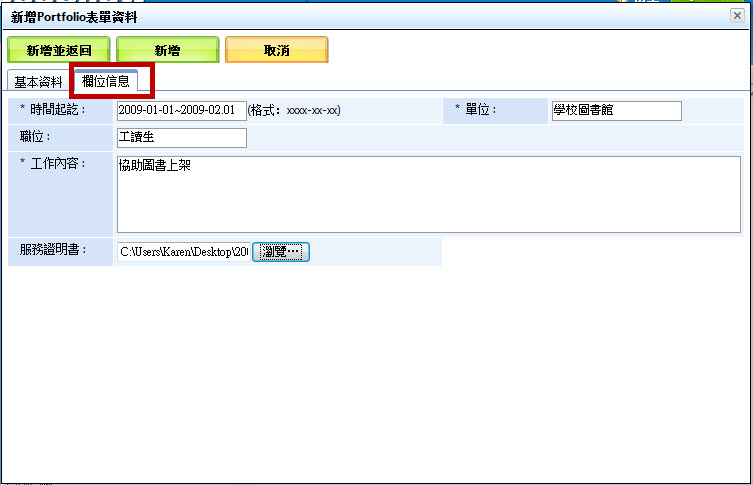 新增Portfolio表單資料
新增並返回 新增 取消
基本資料 欄位信息
* 時間起訖： 2009-01-01~2009-02.01 (格式：xxxx-xx-xx) * 單位： 學校圖書館
職位： 工讀生
* 工作內容： 協助圖書上架
服務證明書： C:\Users\Karen\Desktop\200 瀏覽…